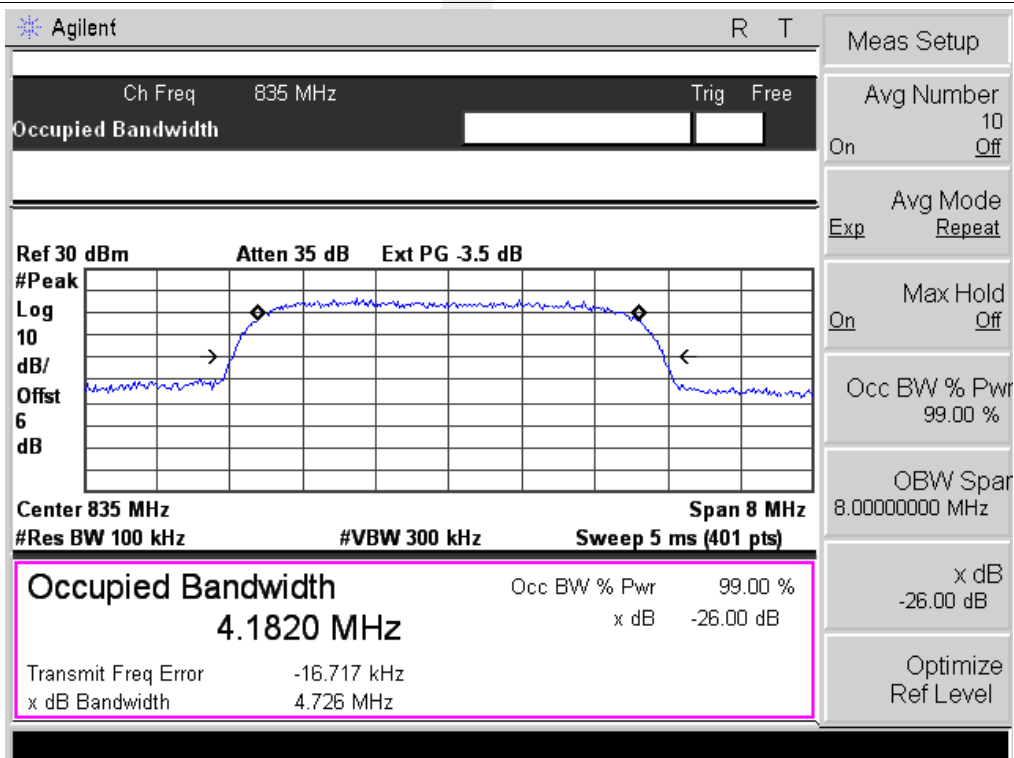 Agilent R T
Ch Freq 835 MHz Trig Free
Occupied Bandwidth
Ref 30 dBm Atten 35 dB Ext PG -3.5 dB
#Peak
Log
10
dB/
Offst
6
dB
Center 835 MHz Span 8 MHz
#Res BW 100 kHz #VBW 300 kHz Sweep 5 ms (401 pts)
Occupied Bandwidth Occ BW % Pwr 99.00 %
4.1820 MHz x dB -26.00 dB
Transmit Freq Error -16.717 kHz
x dB Bandwidth 4.726 MHz
Meas Setup
Avg Number
10
On Off
Avg Mode
Exp Repeat
Max Hold
On Off
Occ BW % Pwr
99.00 %
OBW Span
8.00000000 MHz
x dB
-26.00 dB
Optimize
Ref Level